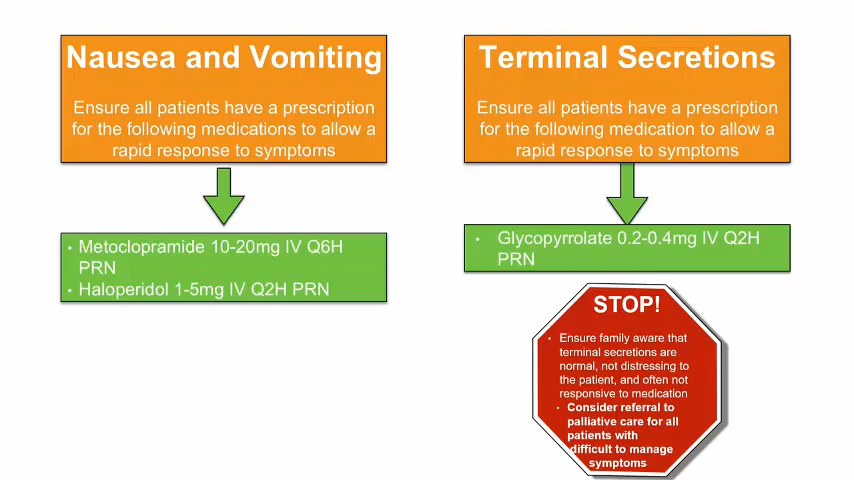 Nausea and Vomiting
Ensure all patients have a prescription
for the following medications to allow a
rapid response to symptoms
• Metoclopramide 10-20mg IV Q6H
PRN
• Haloperidol 1-5mg IV Q2H PRN
Terminal Secretions
Ensure all patients have a prescription
for the following medication to allow a
rapid response to symptoms
• Glycopyrrolate 0.2-0.4mg IV Q2H
PRN
STOP!
• Ensure family aware that
terminal secretions are
normal, not distressing to
the patient, and often not
responsive to medication
• Consider referral to
palliative care for all
patients with
difficult to manage
symptoms